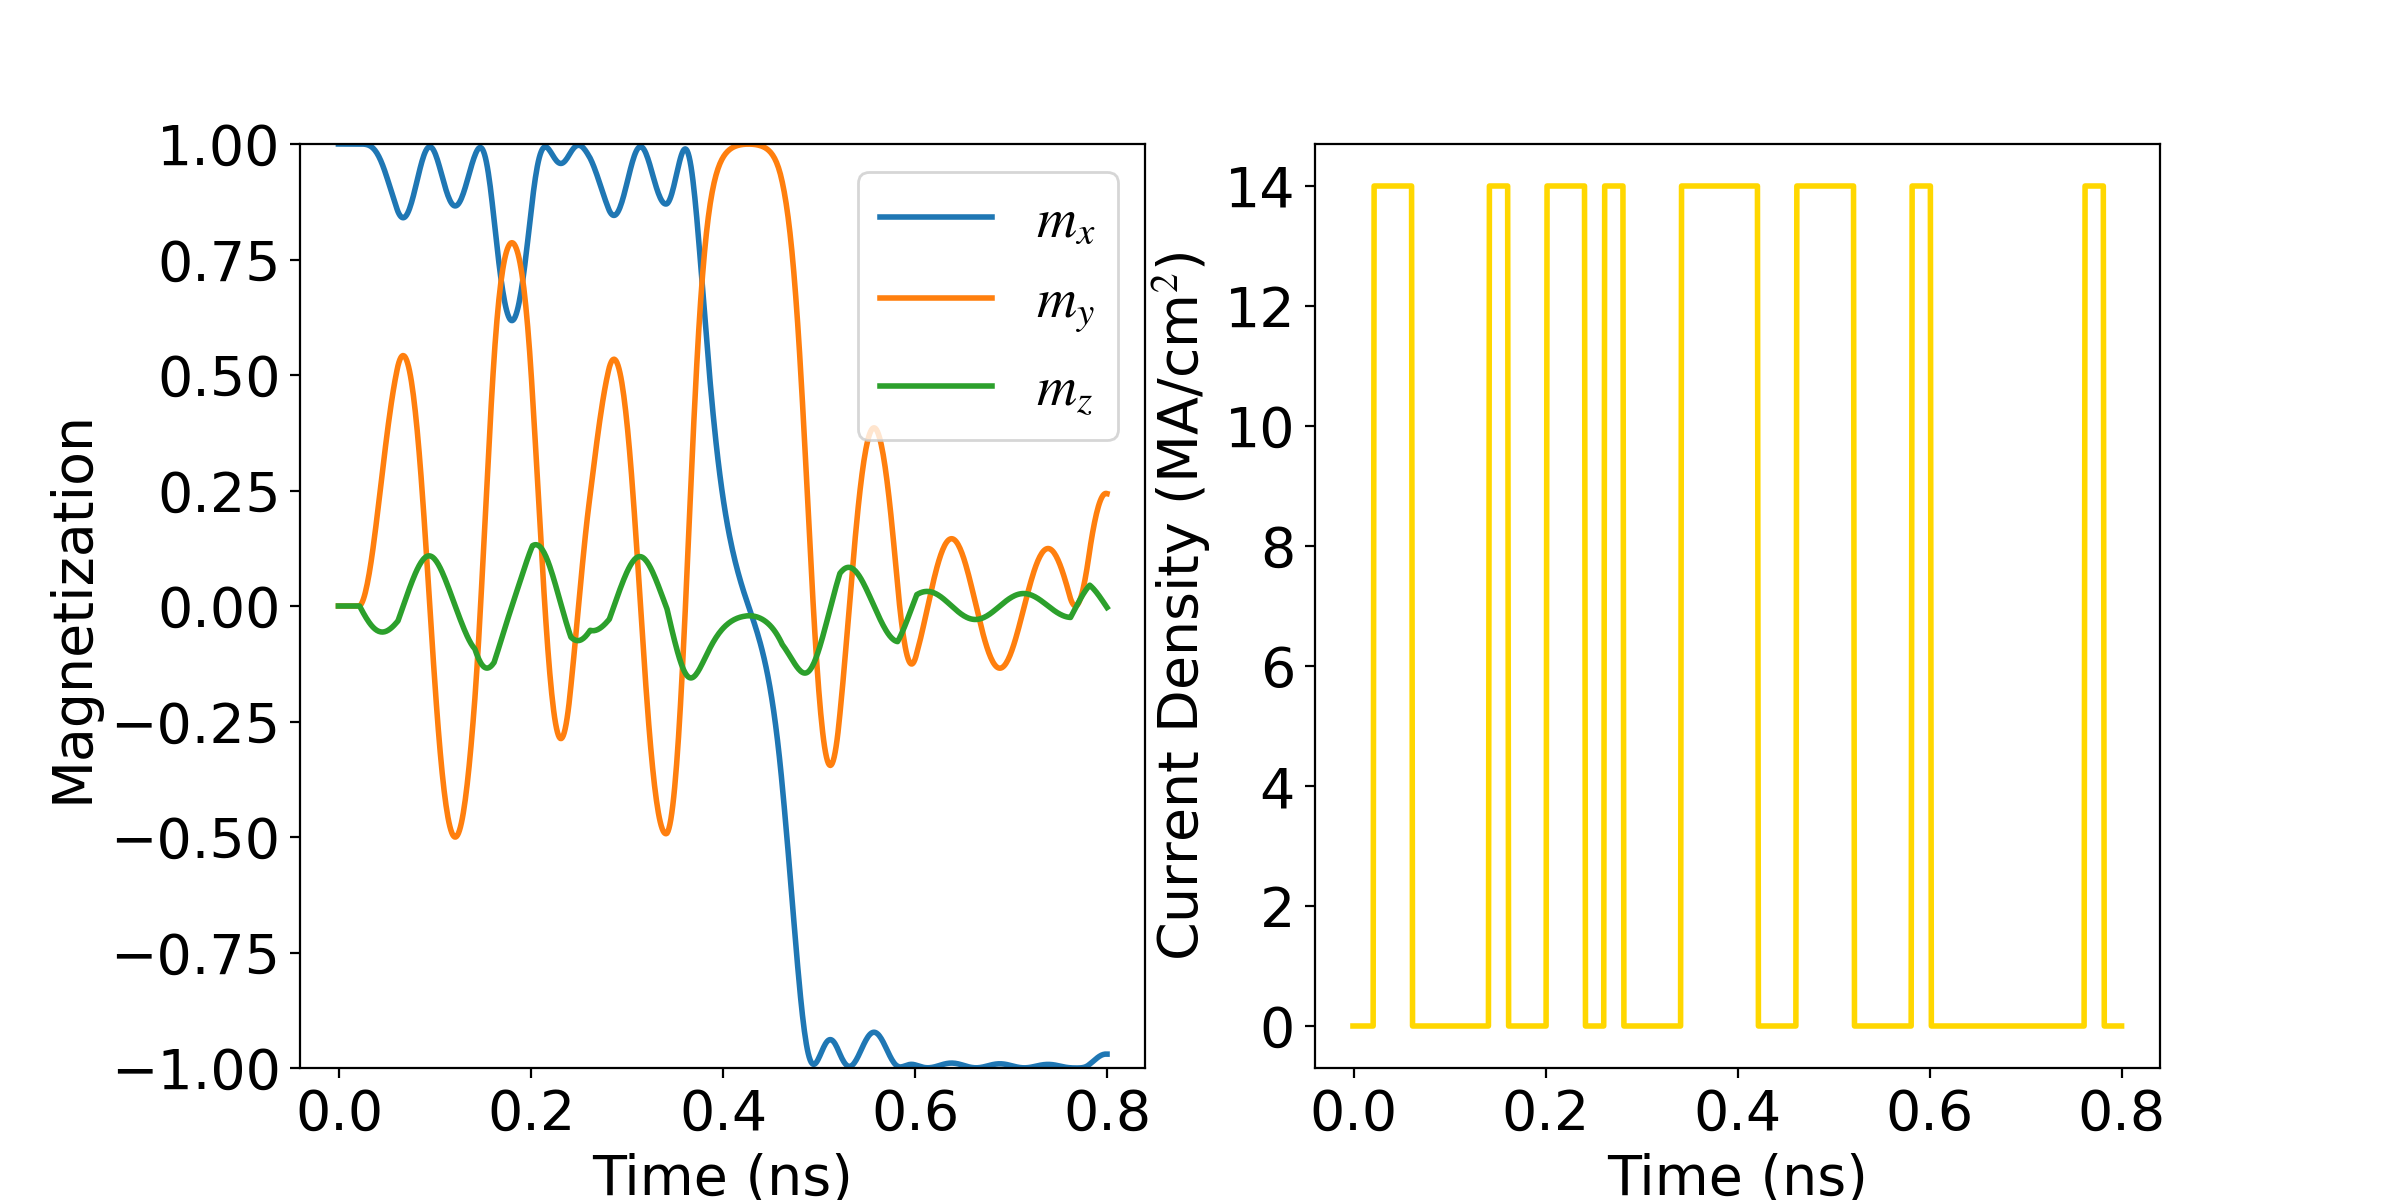 Magnetization
1.00
0.75
0.50
0.25
0.00
−0.25
−0.50
−0.75
−1.00
0.0 0.2 0.4 0.6 0.8
Time (ns)
m_x
m_y
m_z
Current Density (MA/cm²)
14
12
10
8
6
4
2
0
0.0 0.2 0.4 0.6 0.8
Time (ns)